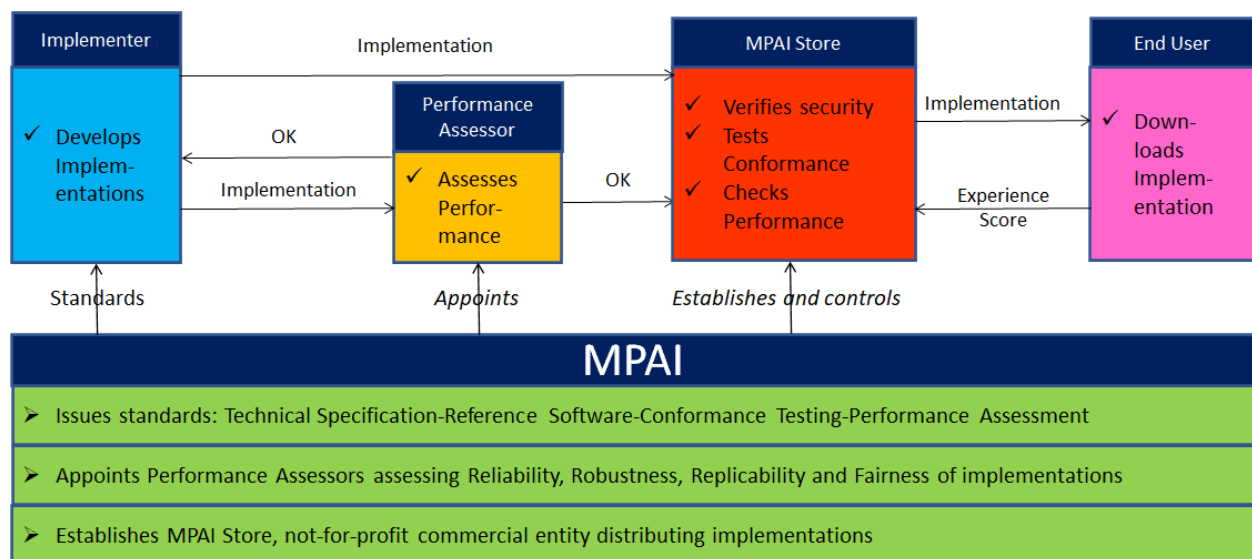 Implementer
✓ Develops
Implem-
entations
Implementation
OK
Implementation
Performance
Assessor
✓ Assesses
Perfor-
mance
OK
MPAI Store
✓ Verifies security
✓ Tests
Conformance
✓ Checks
Performance
Implementation
Experience
Score
End User
✓ Down-
loads
Implem-
entation
Standards
Appoints
Establishes and controls
MPAI
➢ Issues standards: Technical Specification-Reference Software-Conformance Testing-Performance Assessment
➢ Appoints Performance Assessors assessing Reliability, Robustness, Replicability and Fairness of implementations
➢ Establishes MPAI Store, not-for-profit commercial entity distributing implementations